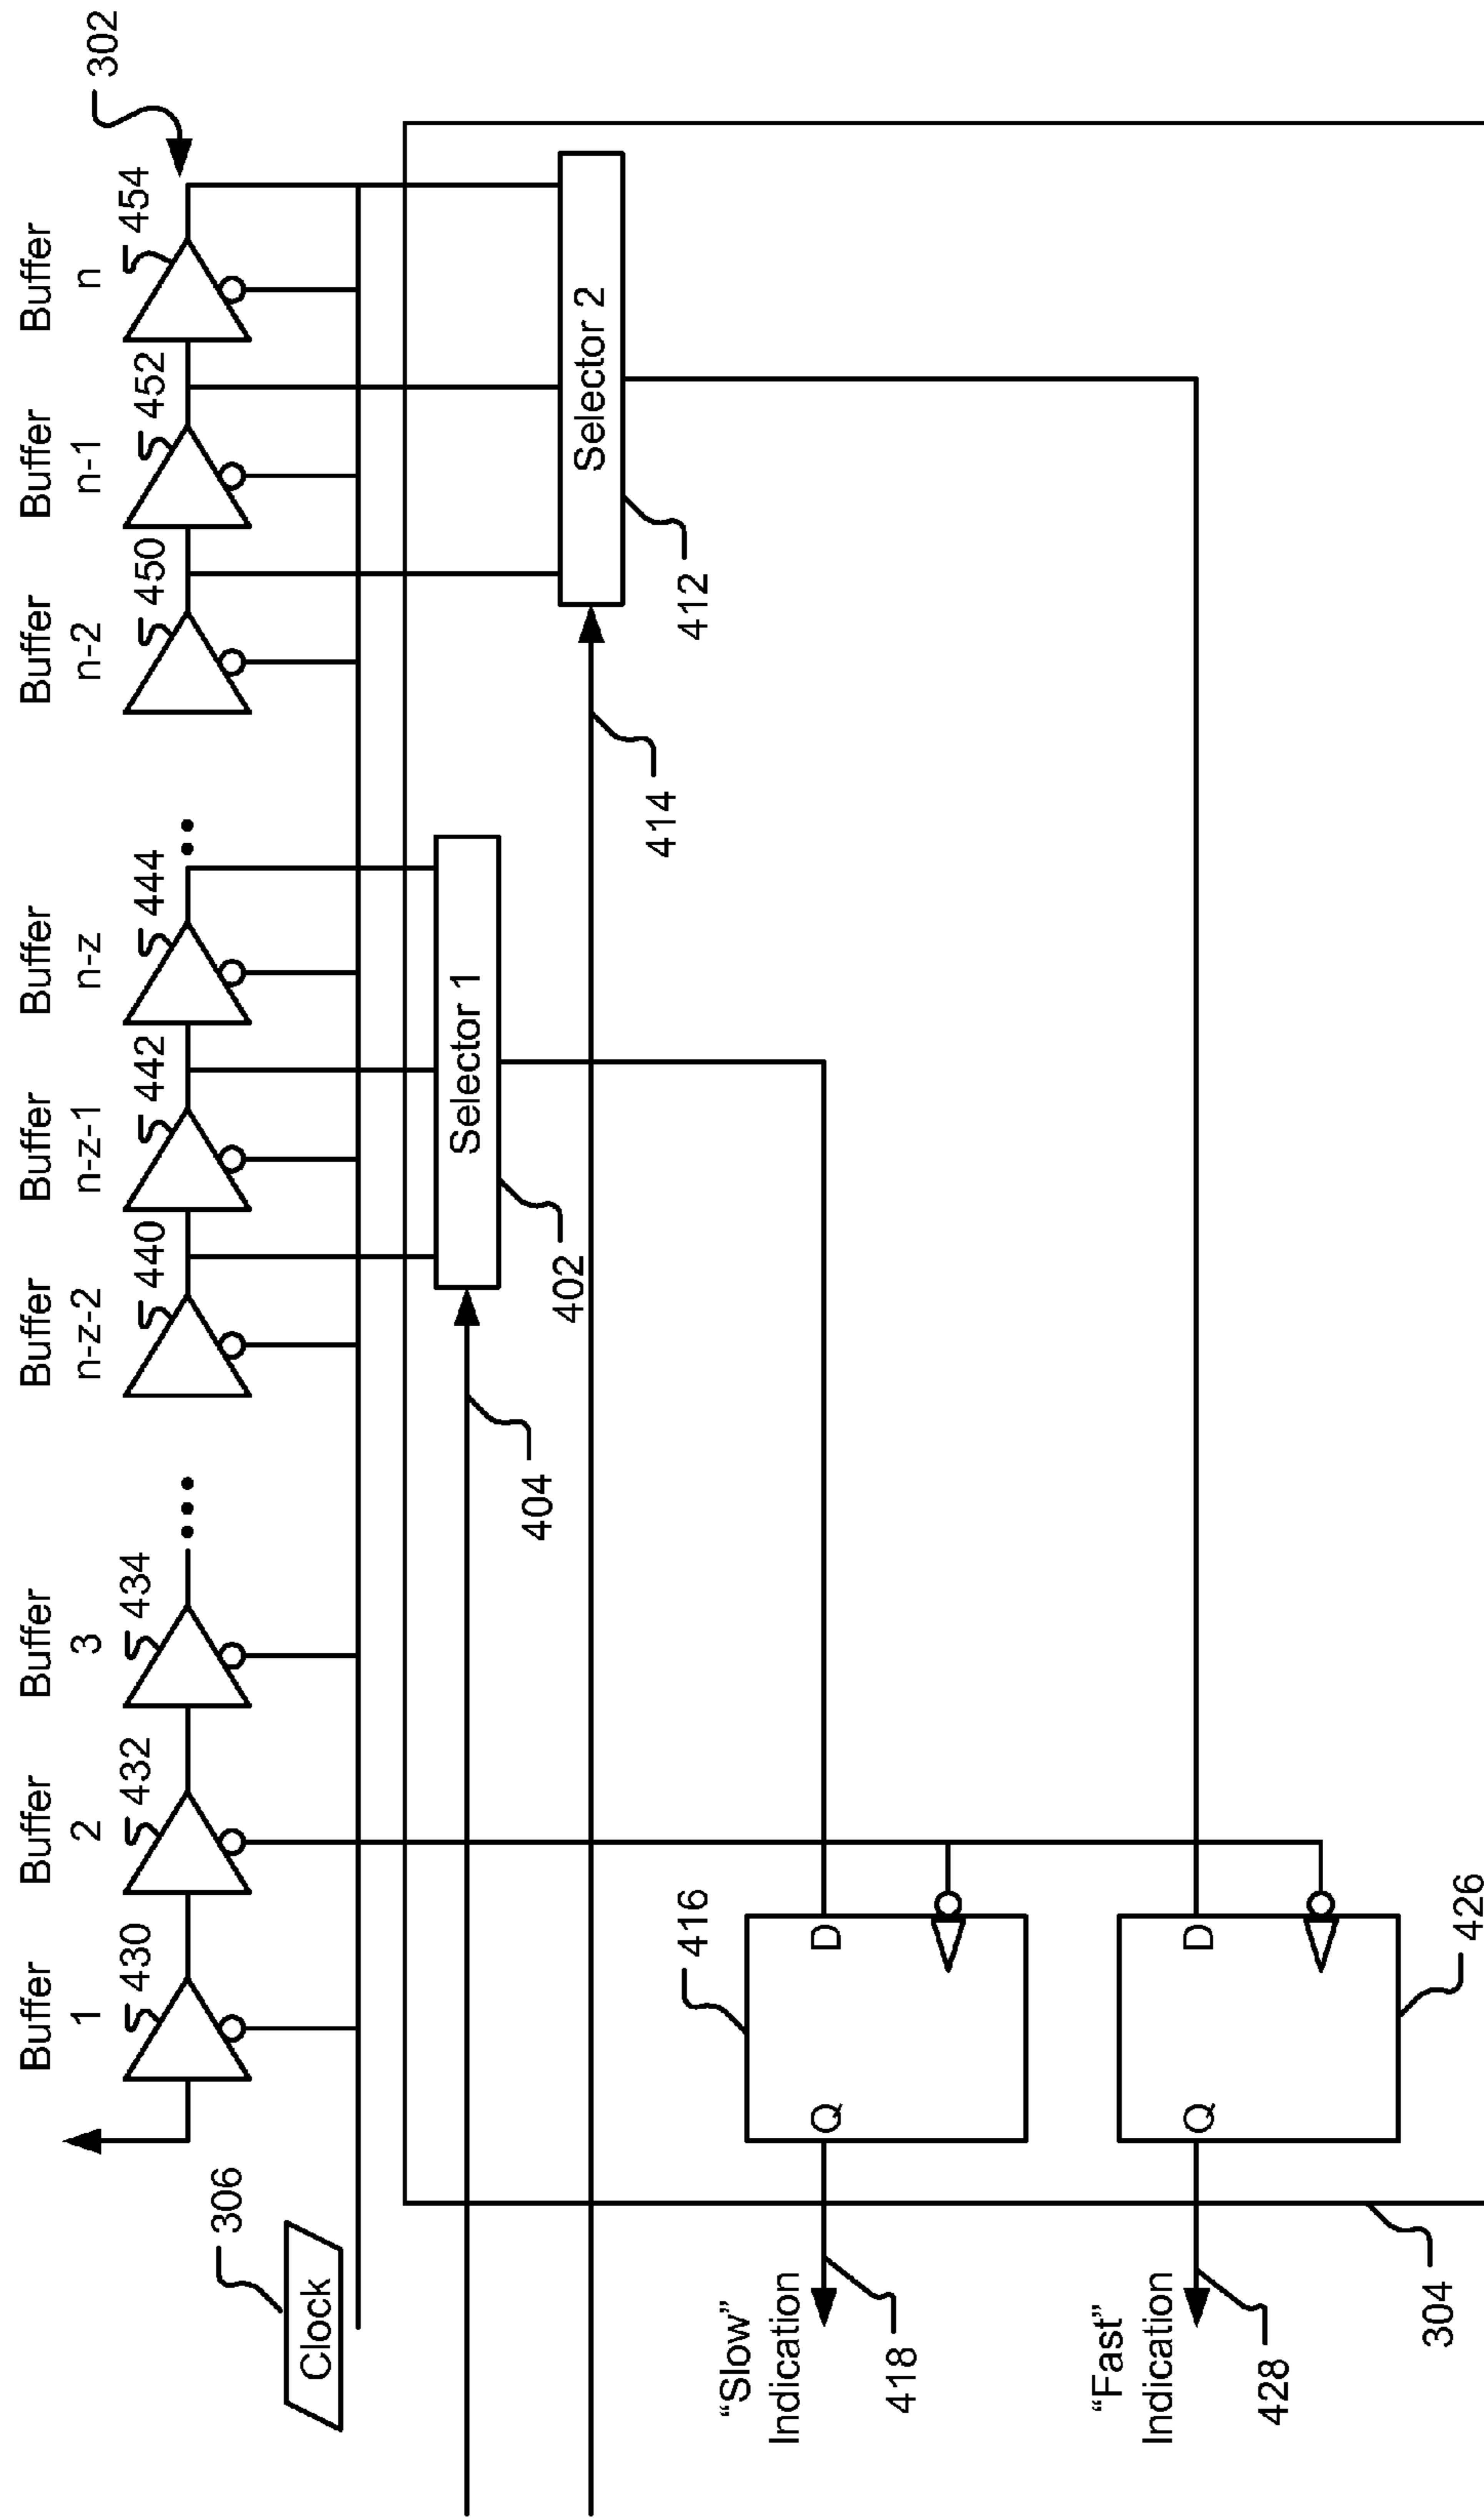 302
Buffer
1
Buffer
2
Buffer
3
Buffer
n-z-2
Buffer
n-z-1
Buffer
n-z
Buffer
n-2
Buffer
n-1
Buffer
n
430
432
434
440
442
444
450
452
454
306
Clock
Selector 1
402
404
Selector 2
412
414
416
D
Q
“Slow”
Indication
418
426
D
Q
“Fast”
Indication
428
304